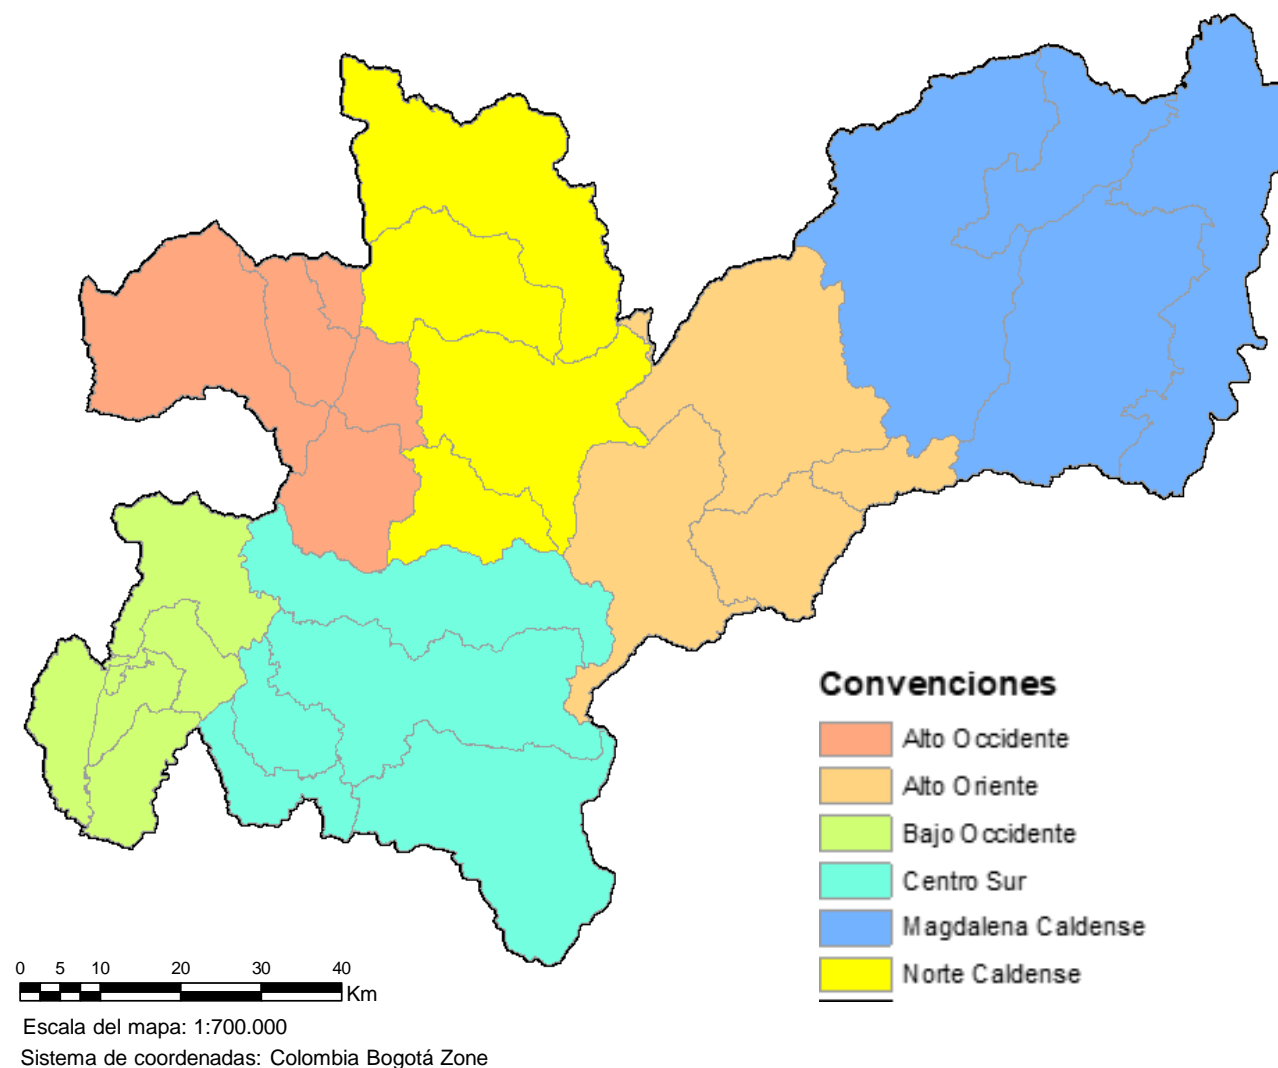 Convenciones
Alto Occidente
Alto Oriente
Bajo Occidente
Centro Sur
Magdalena Caldense
Norte Caldense
0 5 10 20 30 40
Km
Escala del mapa: 1:700.000
Sistema de coordenadas: Colombia Bogotá Zone